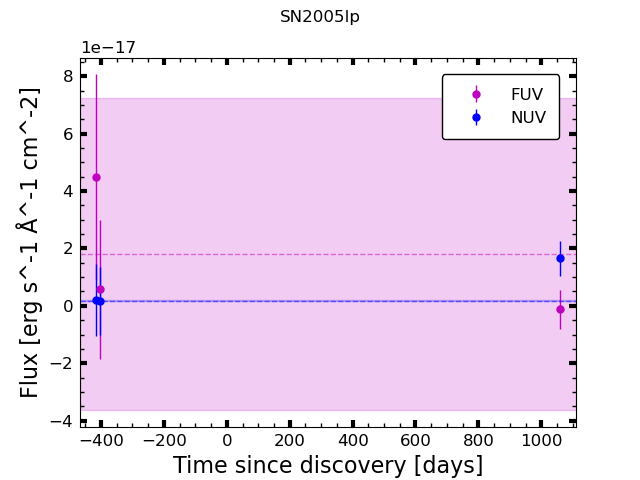 SN2005lp
1e−17
8
6
4
2
0
−2
−4
Flux [erg s^-1 Å^-1 cm^-2]
FUV
NUV
−400 −200 0 200 400 600 800 1000
Time since discovery [days]